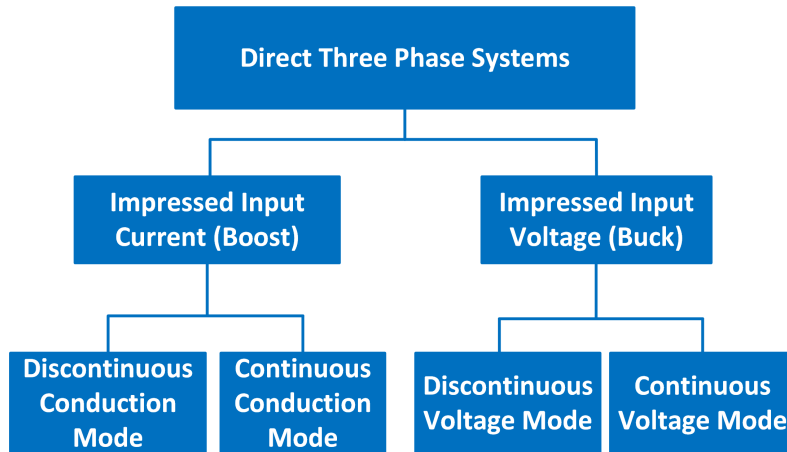 Direct Three Phase Systems
Impressed Input
Current (Boost)
Impressed Input
Voltage (Buck)
Discontinuous
Conduction
Mode
Continuous
Conduction
Mode
Discontinuous
Voltage Mode
Continuous
Voltage Mode